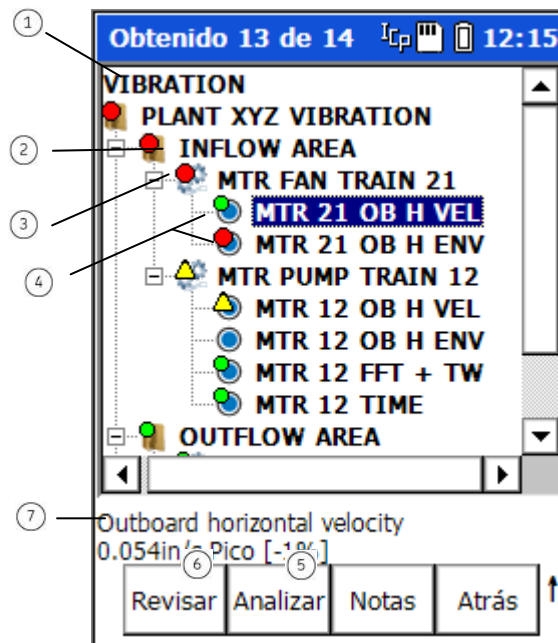 1
Obtenido 13 de 14 ICP 12:15
VIBRATION
PLANT XYZ VIBRATION
2
INFLOW AREA
3
MTR FAN TRAIN 21
4
MTR 21 OB H VEL
MTR 21 OB H ENV
MTR PUMP TRAIN 12
MTR 12 OB H VEL
MTR 12 OB H ENV
MTR 12 FFT + TW
MTR 12 TIME
OUTFLOW AREA
7
Outboard horizontal velocity
0.054in/s Pico [-1%]
6
5
Revisar Analizar Notas Atrás